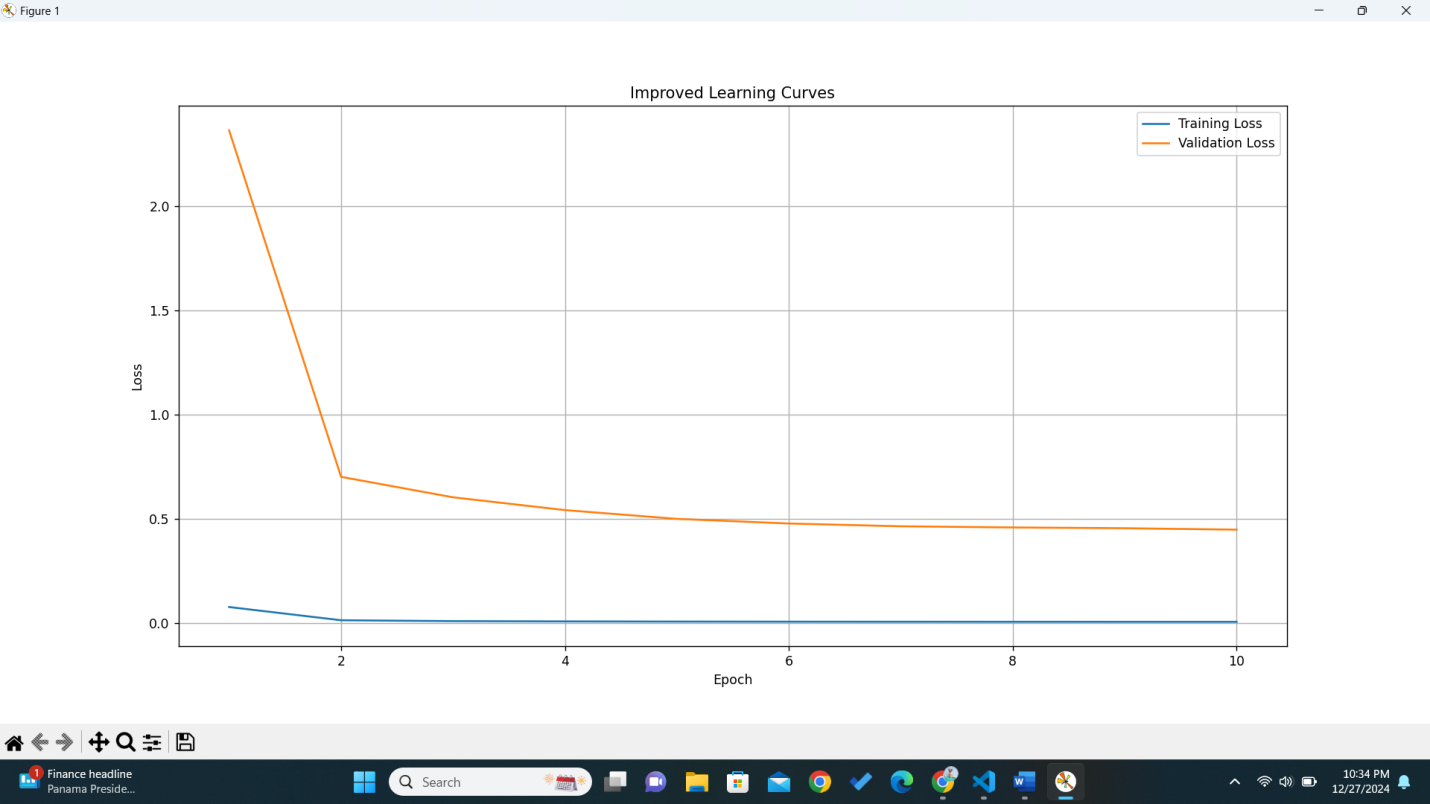 Figure 1
Improved Learning Curves
Training Loss
Validation Loss
2.0
1.5
1.0
0.5
0.0
Loss
2 4 6 8 10
Epoch
1
Finance headline
Panama Preside...
Search
W
10:34 PM
12/27/2024